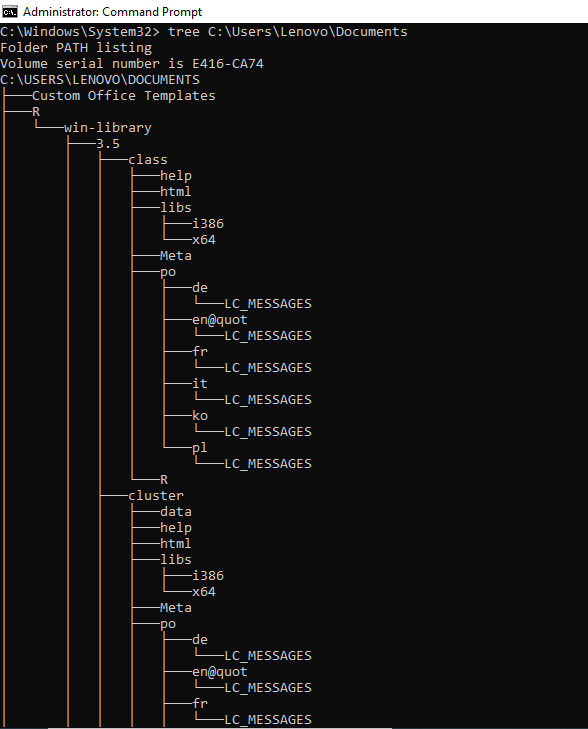 Administrator: Command Prompt
C:\Windows\System32> tree C:\Users\Lenovo\Documents
Folder PATH listing
Volume serial number is E416-CA74
C:\USERS\LENOVO\DOCUMENTS
├───Custom Office Templates
├───R
│   └───win-library
│       ├───3.5
│       │   ├───class
│       │   │   ├───help
│       │   │   ├───html
│       │   │   ├───libs
│       │   │   │   ├───i386
│       │   │   │   └───x64
│       │   │   ├───Meta
│       │   │   ├───po
│       │   │   │   ├───de
│       │   │   │   │   └───LC_MESSAGES
│       │   │   │   ├───en@quot
│       │   │   │   │   └───LC_MESSAGES
│       │   │   │   ├───fr
│       │   │   │   │   └───LC_MESSAGES
│       │   │   │   ├───it
│       │   │   │   │   └───LC_MESSAGES
│       │   │   │   ├───ko
│       │   │   │   │   └───LC_MESSAGES
│       │   │   │   └───pl
│       │   │   │       └───LC_MESSAGES
│       │   │   └───R
│       │   ├───cluster
│       │   │   ├───data
│       │   │   ├───help
│       │   │   ├───html
│       │   │   ├───libs
│       │   │   │   ├───i386
│       │   │   │   └───x64
│       │   │   ├───Meta
│       │   │   ├───po
│       │   │   │   ├───de
│       │   │   │   │   └───LC_MESSAGES
│       │   │   │   ├───en@quot
│       │   │   │   │   └───LC_MESSAGES
│       │   │   │   ├───fr
│       │   │   │   │   └───LC_MESSAGES